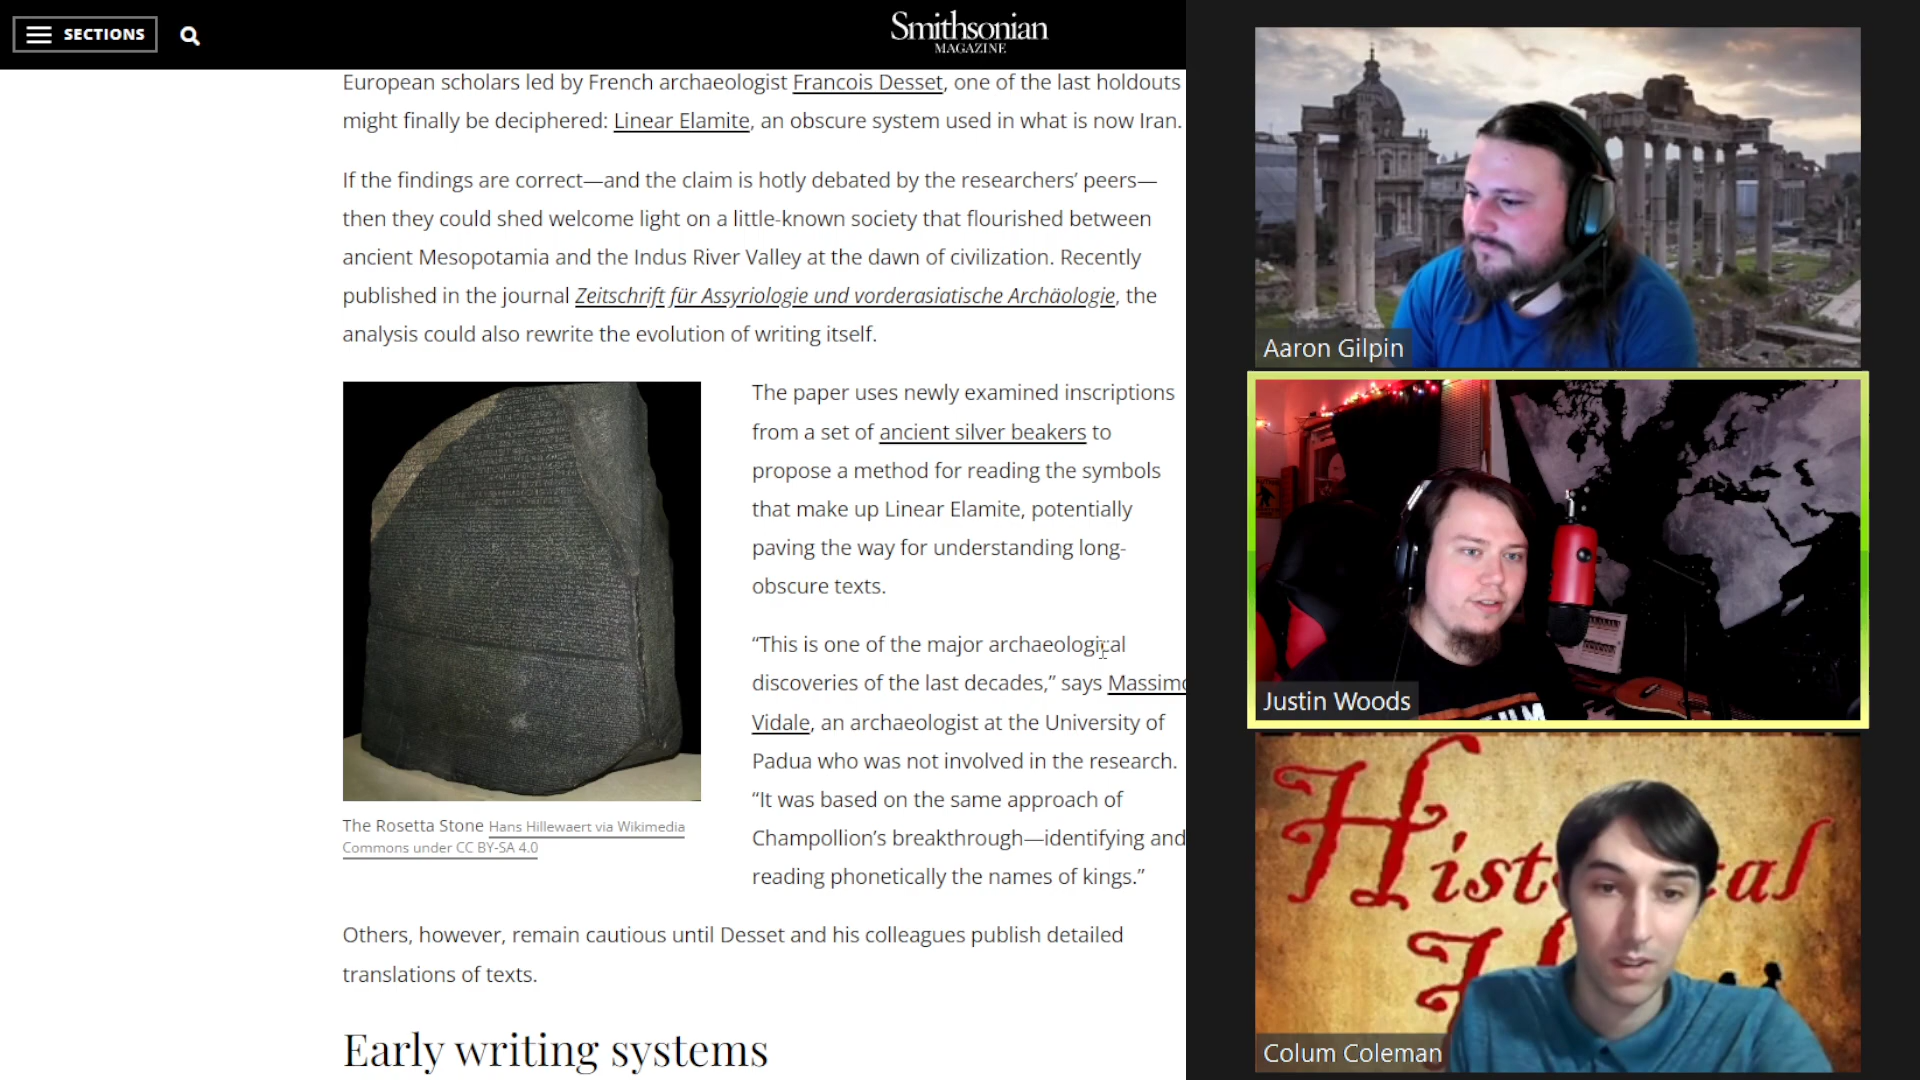 SECTIONS
Smithsonian
MAGAZINE
European scholars led by French archaeologist Francois Desset, one of the last holdouts
might finally be deciphered: Linear Elamite, an obscure system used in what is now Iran.
If the findings are correct—and the claim is hotly debated by the researchers’ peers—
then they could shed welcome light on a little-known society that flourished between
ancient Mesopotamia and the Indus River Valley at the dawn of civilization. Recently
published in the journal Zeitschrift für Assyriologie und vorderasiatische Archäologie, the
analysis could also rewrite the evolution of writing itself.
The paper uses newly examined inscriptions
from a set of ancient silver beakers to
propose a method for reading the symbols
that make up Linear Elamite, potentially
paving the way for understanding long-
obscure texts.
“This is one of the major archaeological
discoveries of the last decades,” says Massimo
Vidale, an archaeologist at the University of
Padua who was not involved in the research.
“It was based on the same approach of
Champollion’s breakthrough—identifying and
reading phonetically the names of kings.”
The Rosetta Stone Hans Hillewaert via Wikimedia
Commons under CC BY-SA 4.0
Others, however, remain cautious until Desset and his colleagues publish detailed
translations of texts.
Early writing systems
Aaron Gilpin
Justin Woods
Colum Coleman